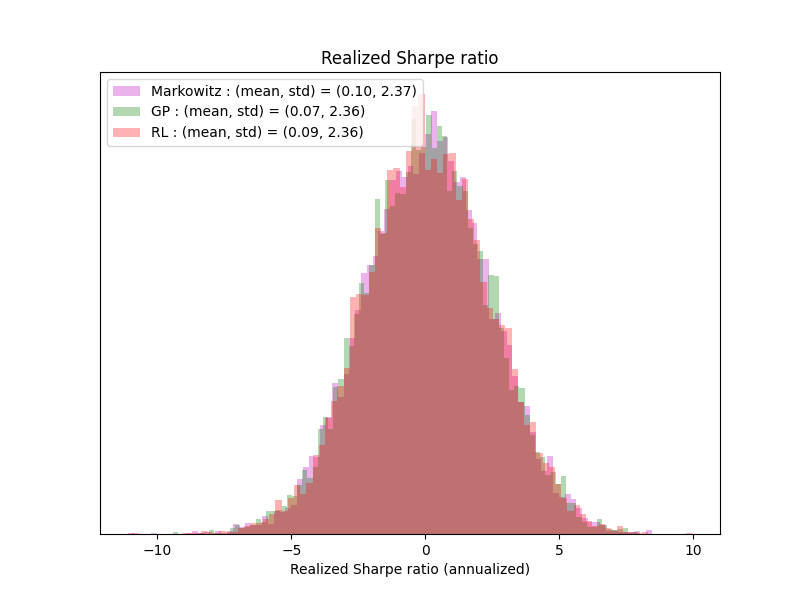 Realized Sharpe ratio
Markowitz : (mean, std) = (0.10, 2.37)
GP : (mean, std) = (0.07, 2.36)
RL : (mean, std) = (0.09, 2.36)
−10 −5 0 5 10
Realized Sharpe ratio (annualized)